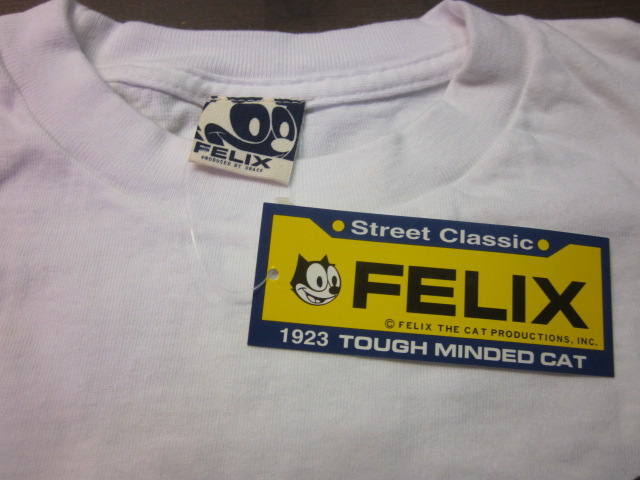 FELIX
PRODUCED BY GRACE
Street Classic
FELIX
© FELIX THE CAT PRODUCTIONS, INC.
1923 TOUGH MINDED CAT